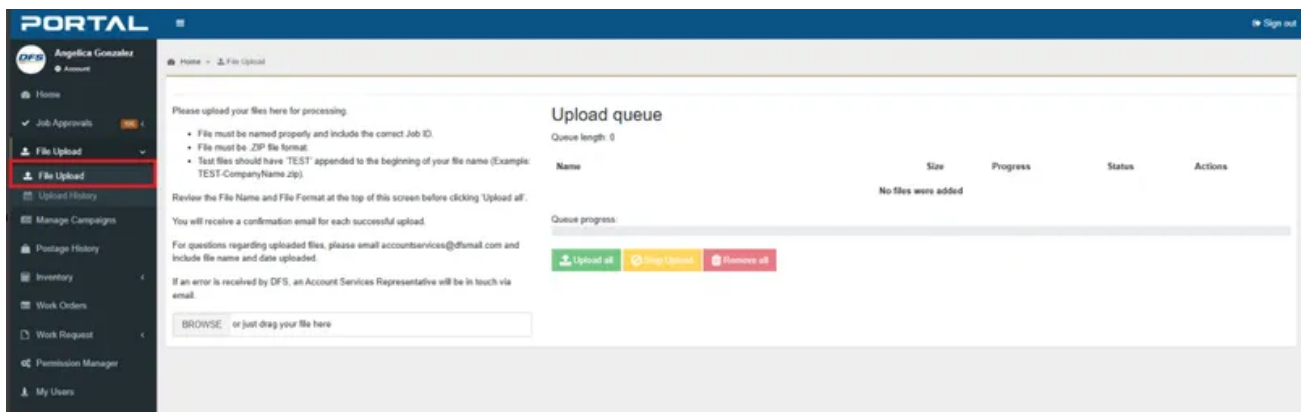 PORTAL
Sign out
DFS
Angelica Gonzalez
Account
Home
Job Approvals
File Upload
File Upload
Upload History
Manage Campaigns
Postage History
Inventory
Work Orders
Work Request
Permission Manager
My Users
Home
File Upload
Please upload your files here for processing.
File must be named properly and include the correct Job ID.
File must be .ZIP file format.
Test files should have 'TEST' appended to the beginning of your file name (Example:
TEST-CompanyName.zip).
Review the File Name and File Format at the top of this screen before clicking 'Upload all'.
You will receive a confirmation email for each successful upload.
For questions regarding uploaded files, please email accountservices@dfsmail.com and
include file name and date uploaded.
If an error is received by DFS, an Account Services Representative will be in touch via
email.
BROWSE or just drag your file here
Upload queue
Queue length: 0
Name Size Progress Status Actions
No files were added
Queue progress:
Upload all Stop Upload Remove all